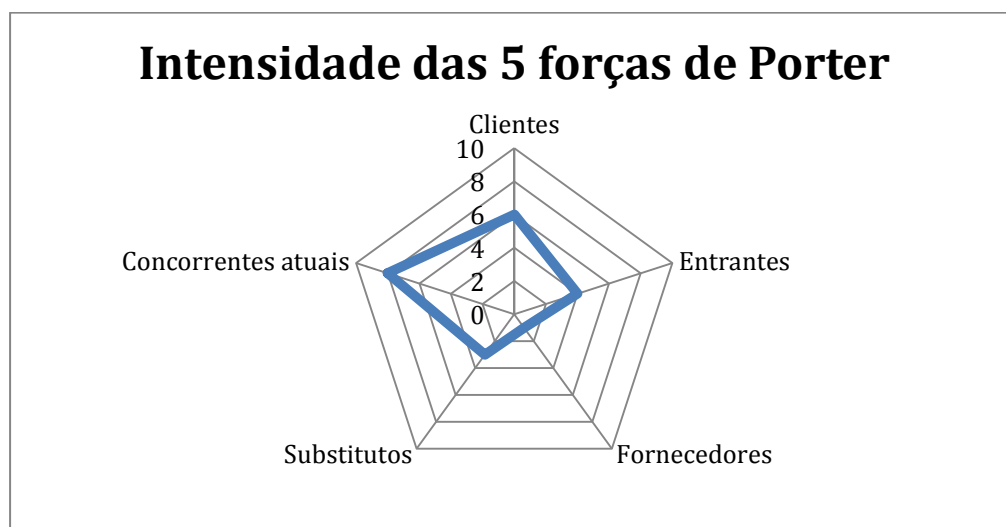 Intensidade das 5 forças de Porter
Clientes
10
8
6
4
2
0
Entrantes
Fornecedores
Substitutos
Concorrentes atuais